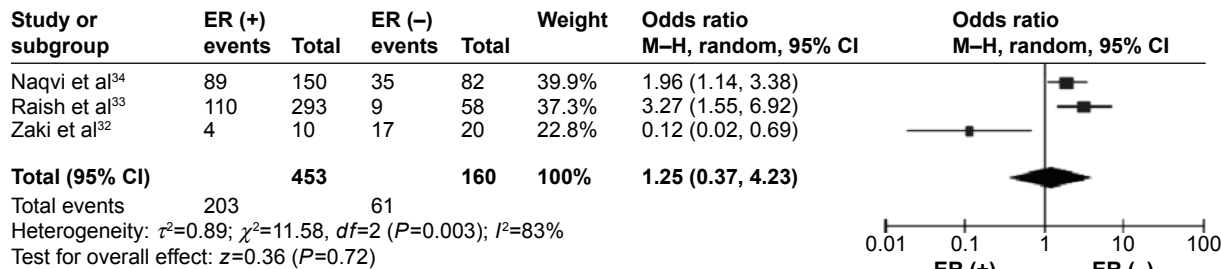 Study or ER (+) ER (–) Weight Odds ratio Odds ratio
subgroup events Total events Total M–H, random, 95% CI M–H, random, 95% CI
Naqvi et al³⁴ 89 150 35 82 39.9% 1.96 (1.14, 3.38)
Raish et al³³ 110 293 9 58 37.3% 3.27 (1.55, 6.92)
Zaki et al³² 4 10 17 20 22.8% 0.12 (0.02, 0.69)
Total (95% CI) 453 160 100% 1.25 (0.37, 4.23)
Total events 203 61
Heterogeneity: τ²=0.89; χ²=11.58, df=2 (P=0.003); I²=83%
Test for overall effect: z=0.36 (P=0.72)
0.01 0.1 1 10 100
ER (+) ER (–)